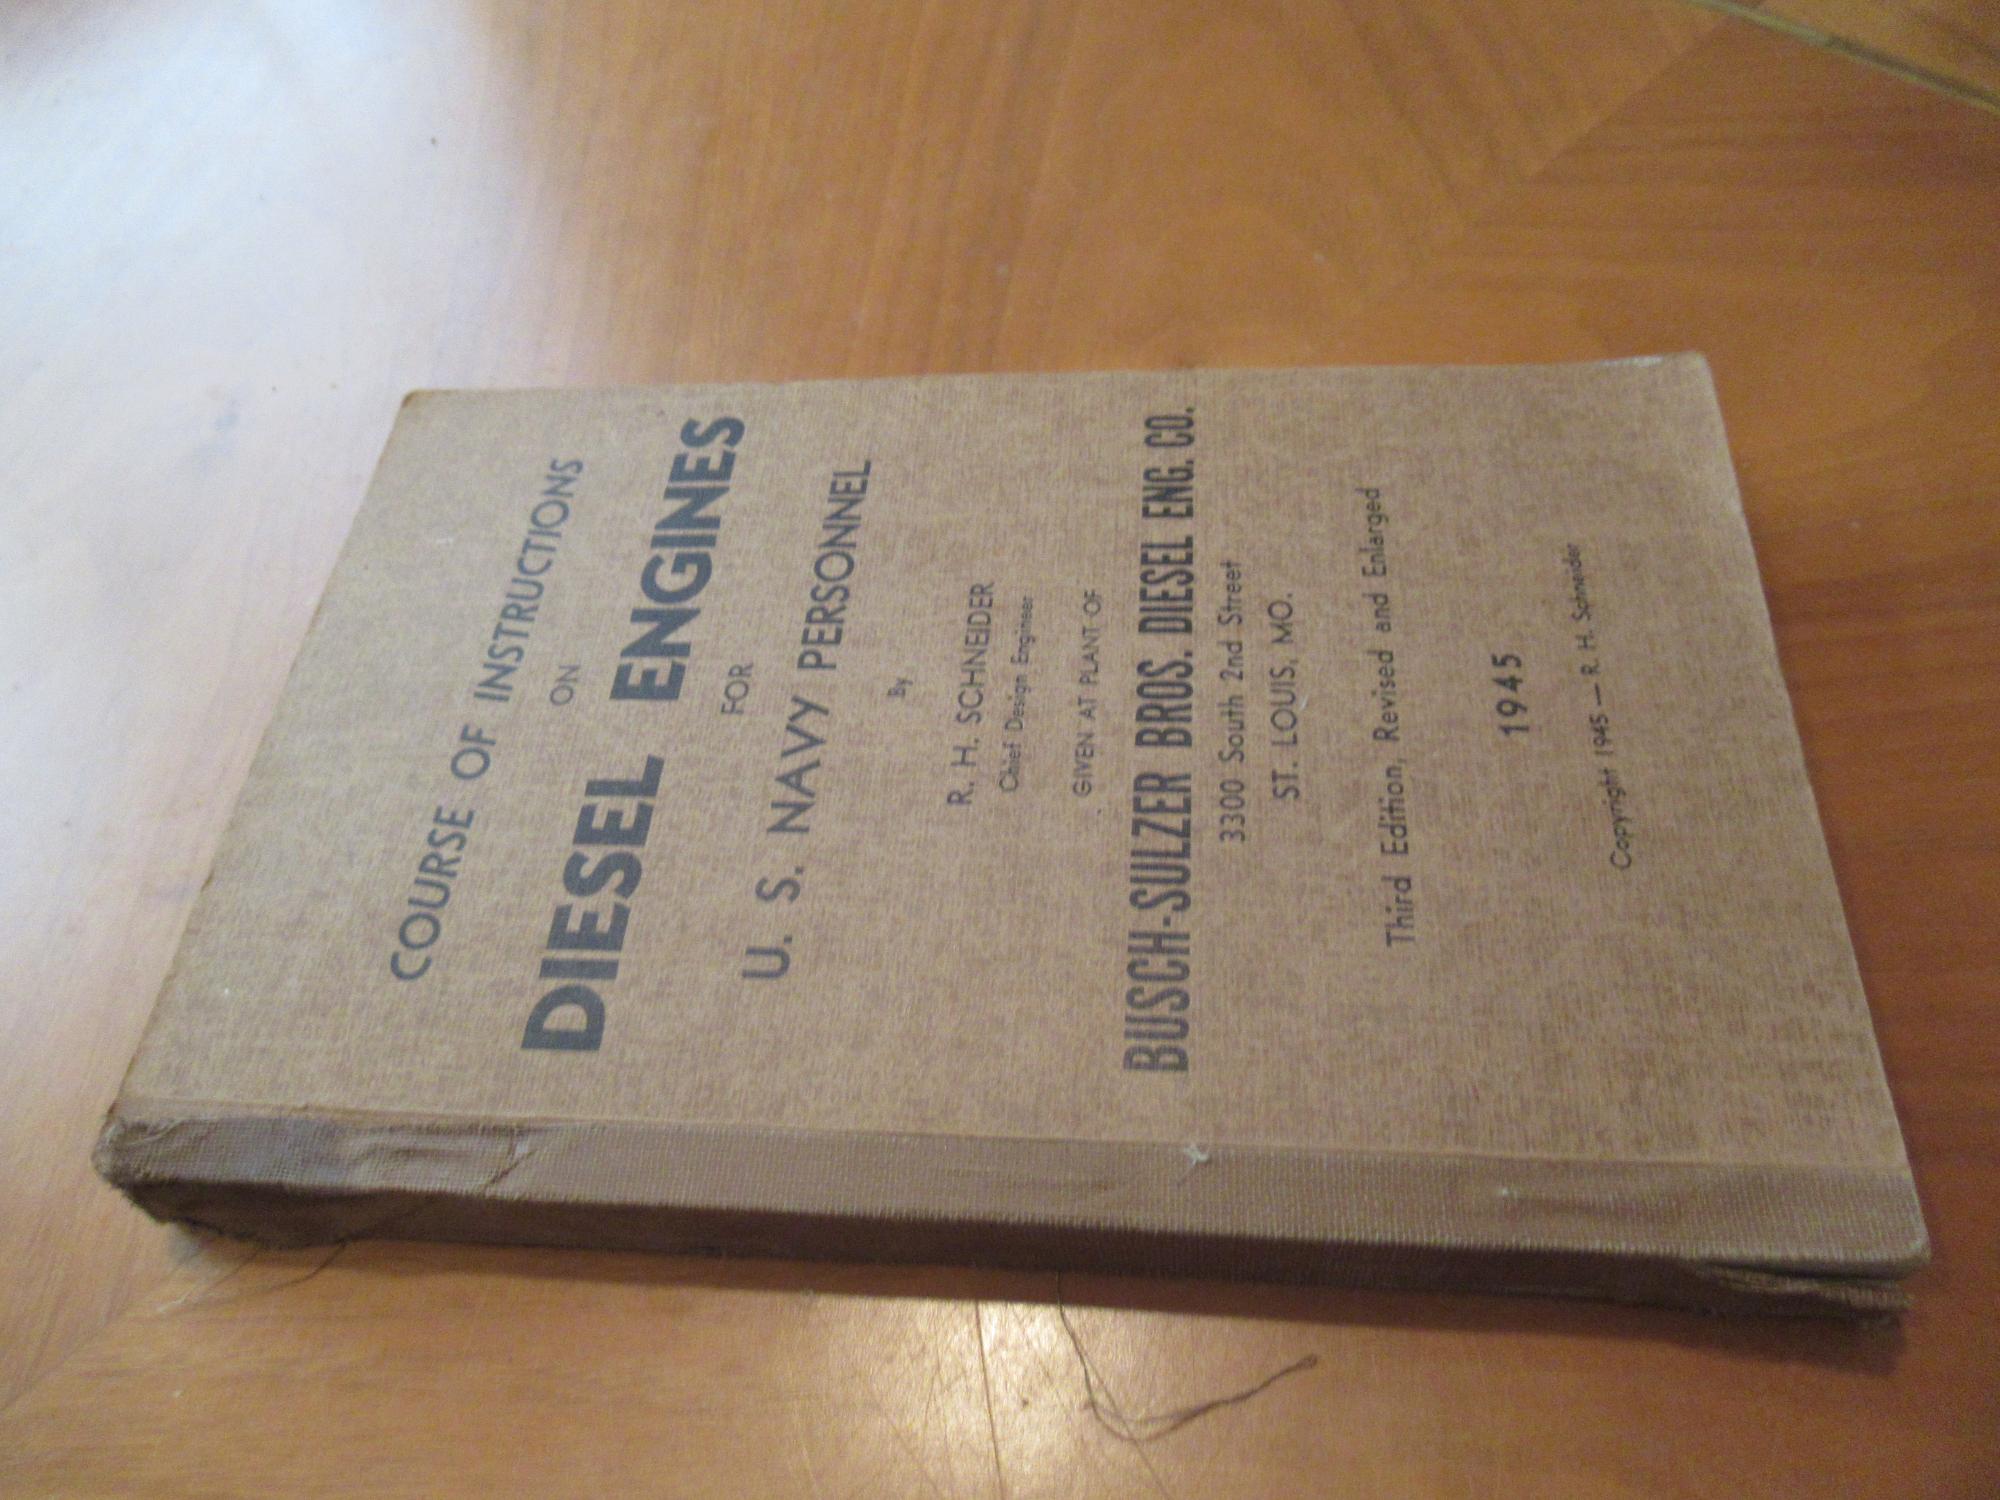 COURSE OF INSTRUCTIONS
ON
DIESEL ENGINES
FOR
U. S. NAVY PERSONNEL
By
R. H. SCHNEIDER
Chief Design Engineer
GIVEN AT PLANT OF
BUSCH-SULZER BROS. DIESEL ENG. CO.
3300 South 2nd Street
ST. LOUIS, MO.
Third Edition, Revised and Enlarged
1945
Copyright 1945 — R. H. Schneider